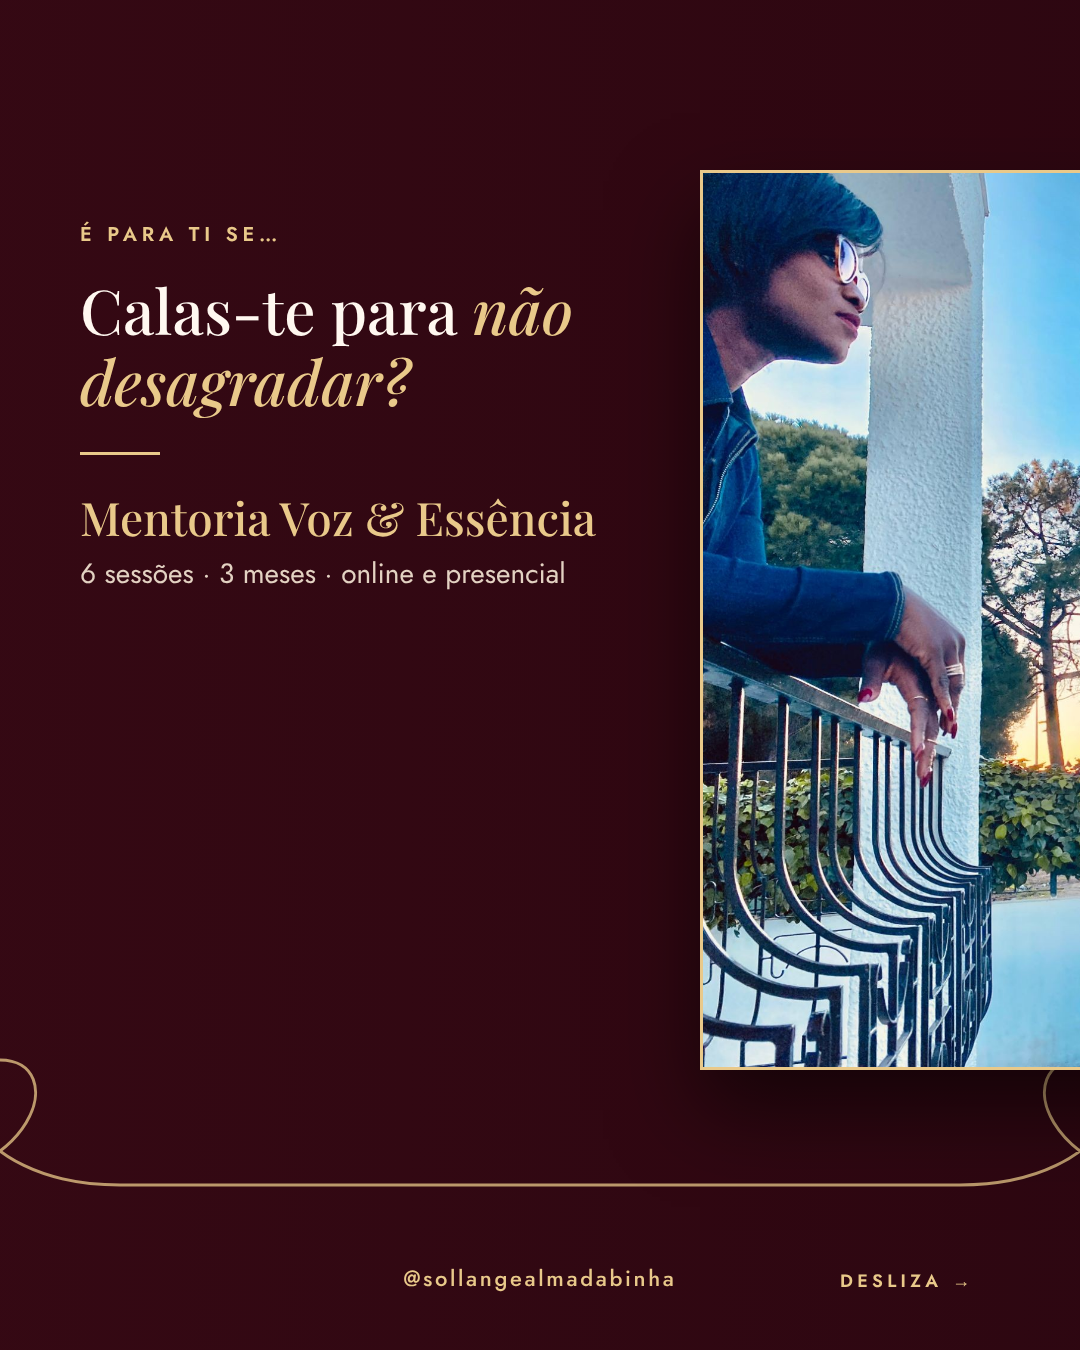 É PARA TI SE...
Calas-te para não
desagradar?
Mentoria Voz & Essência
6 sessões · 3 meses · online e presencial
@sollangealmadabinha
DESLIZA →